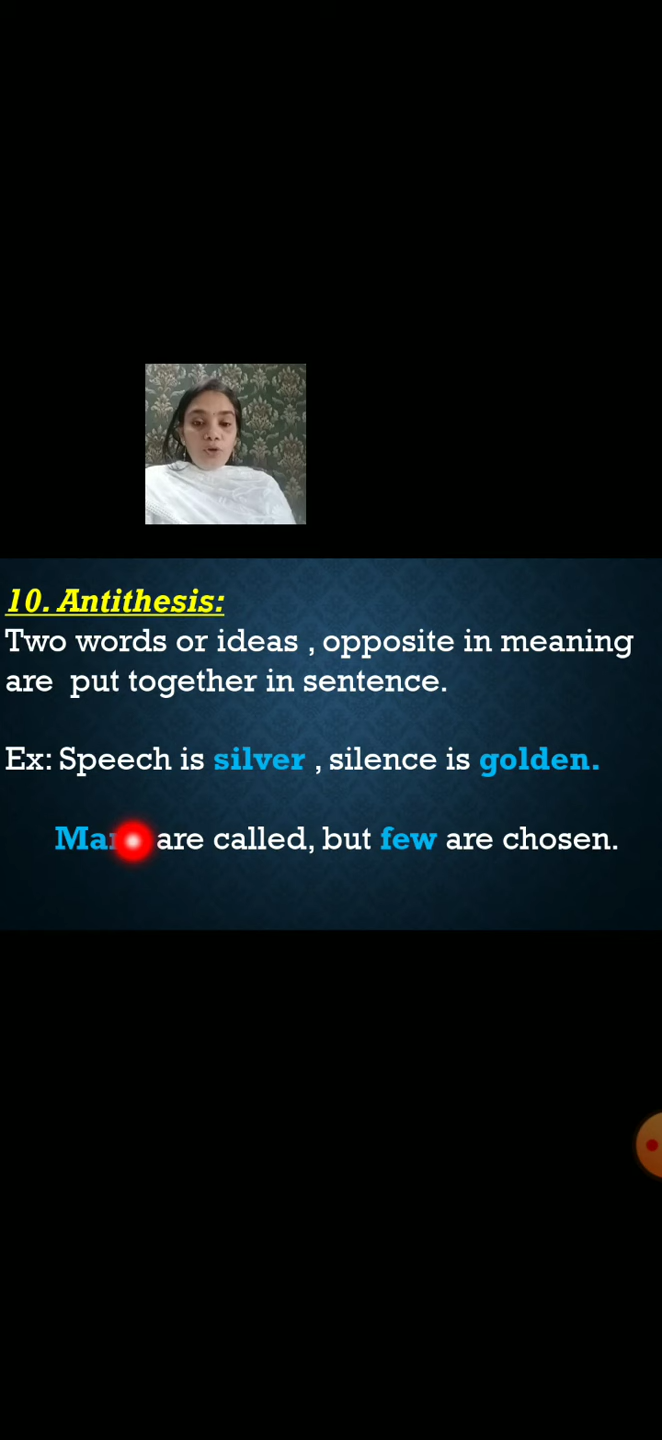 10. Antithesis:
Two words or ideas , opposite in meaning
are put together in sentence.
Ex: Speech is silver , silence is golden.
are called, but few are chosen.